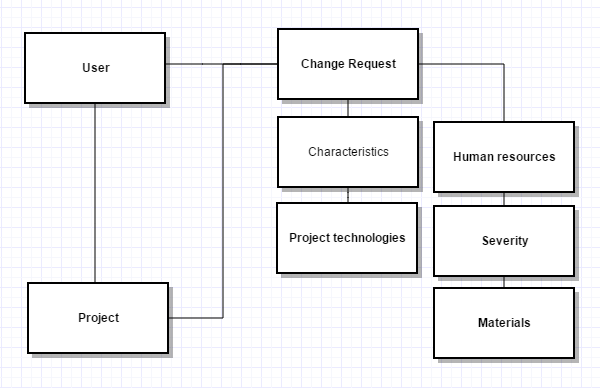 User
Change Request
Characteristics
Human resources
Project technologies
Severity
Project
Materials